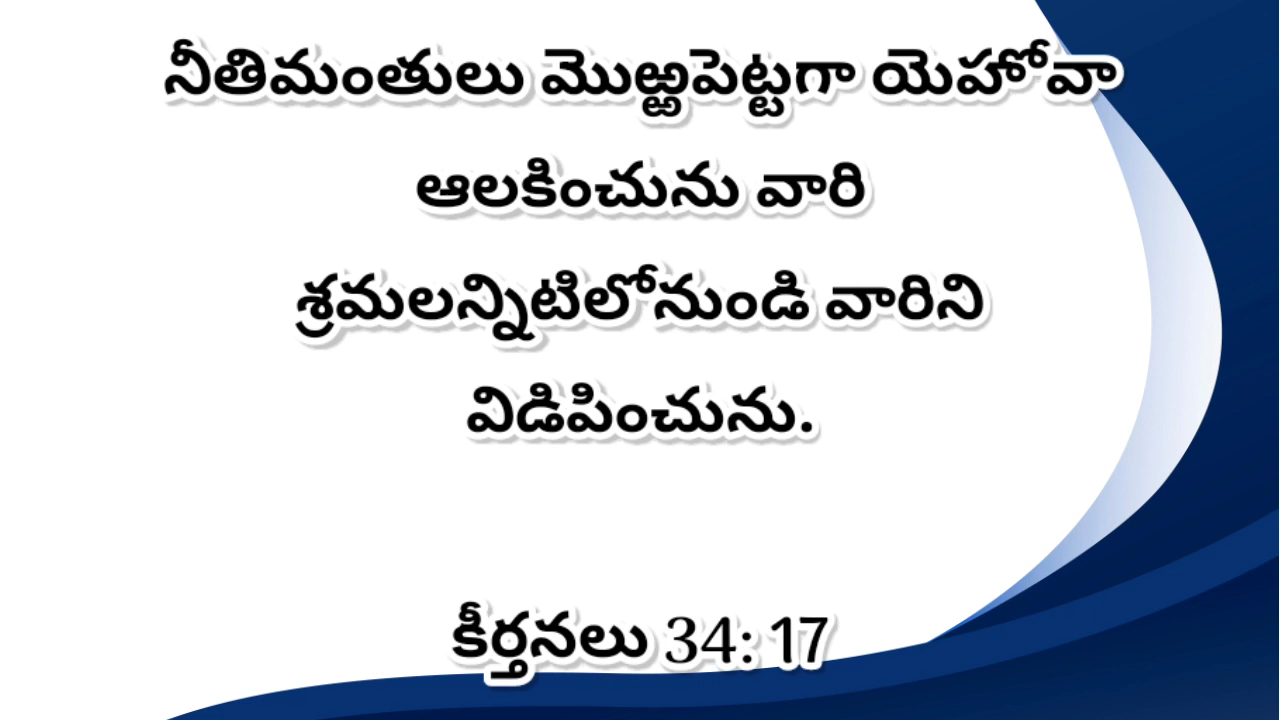 నీతిమంతులు మొఱ్ఱపెట్టగా యెహోవా
ఆలకించును వారి
శ్రమలన్నిటిలోనుండి వారిని
విడిపించును.
కీర్తనలు 34: 17